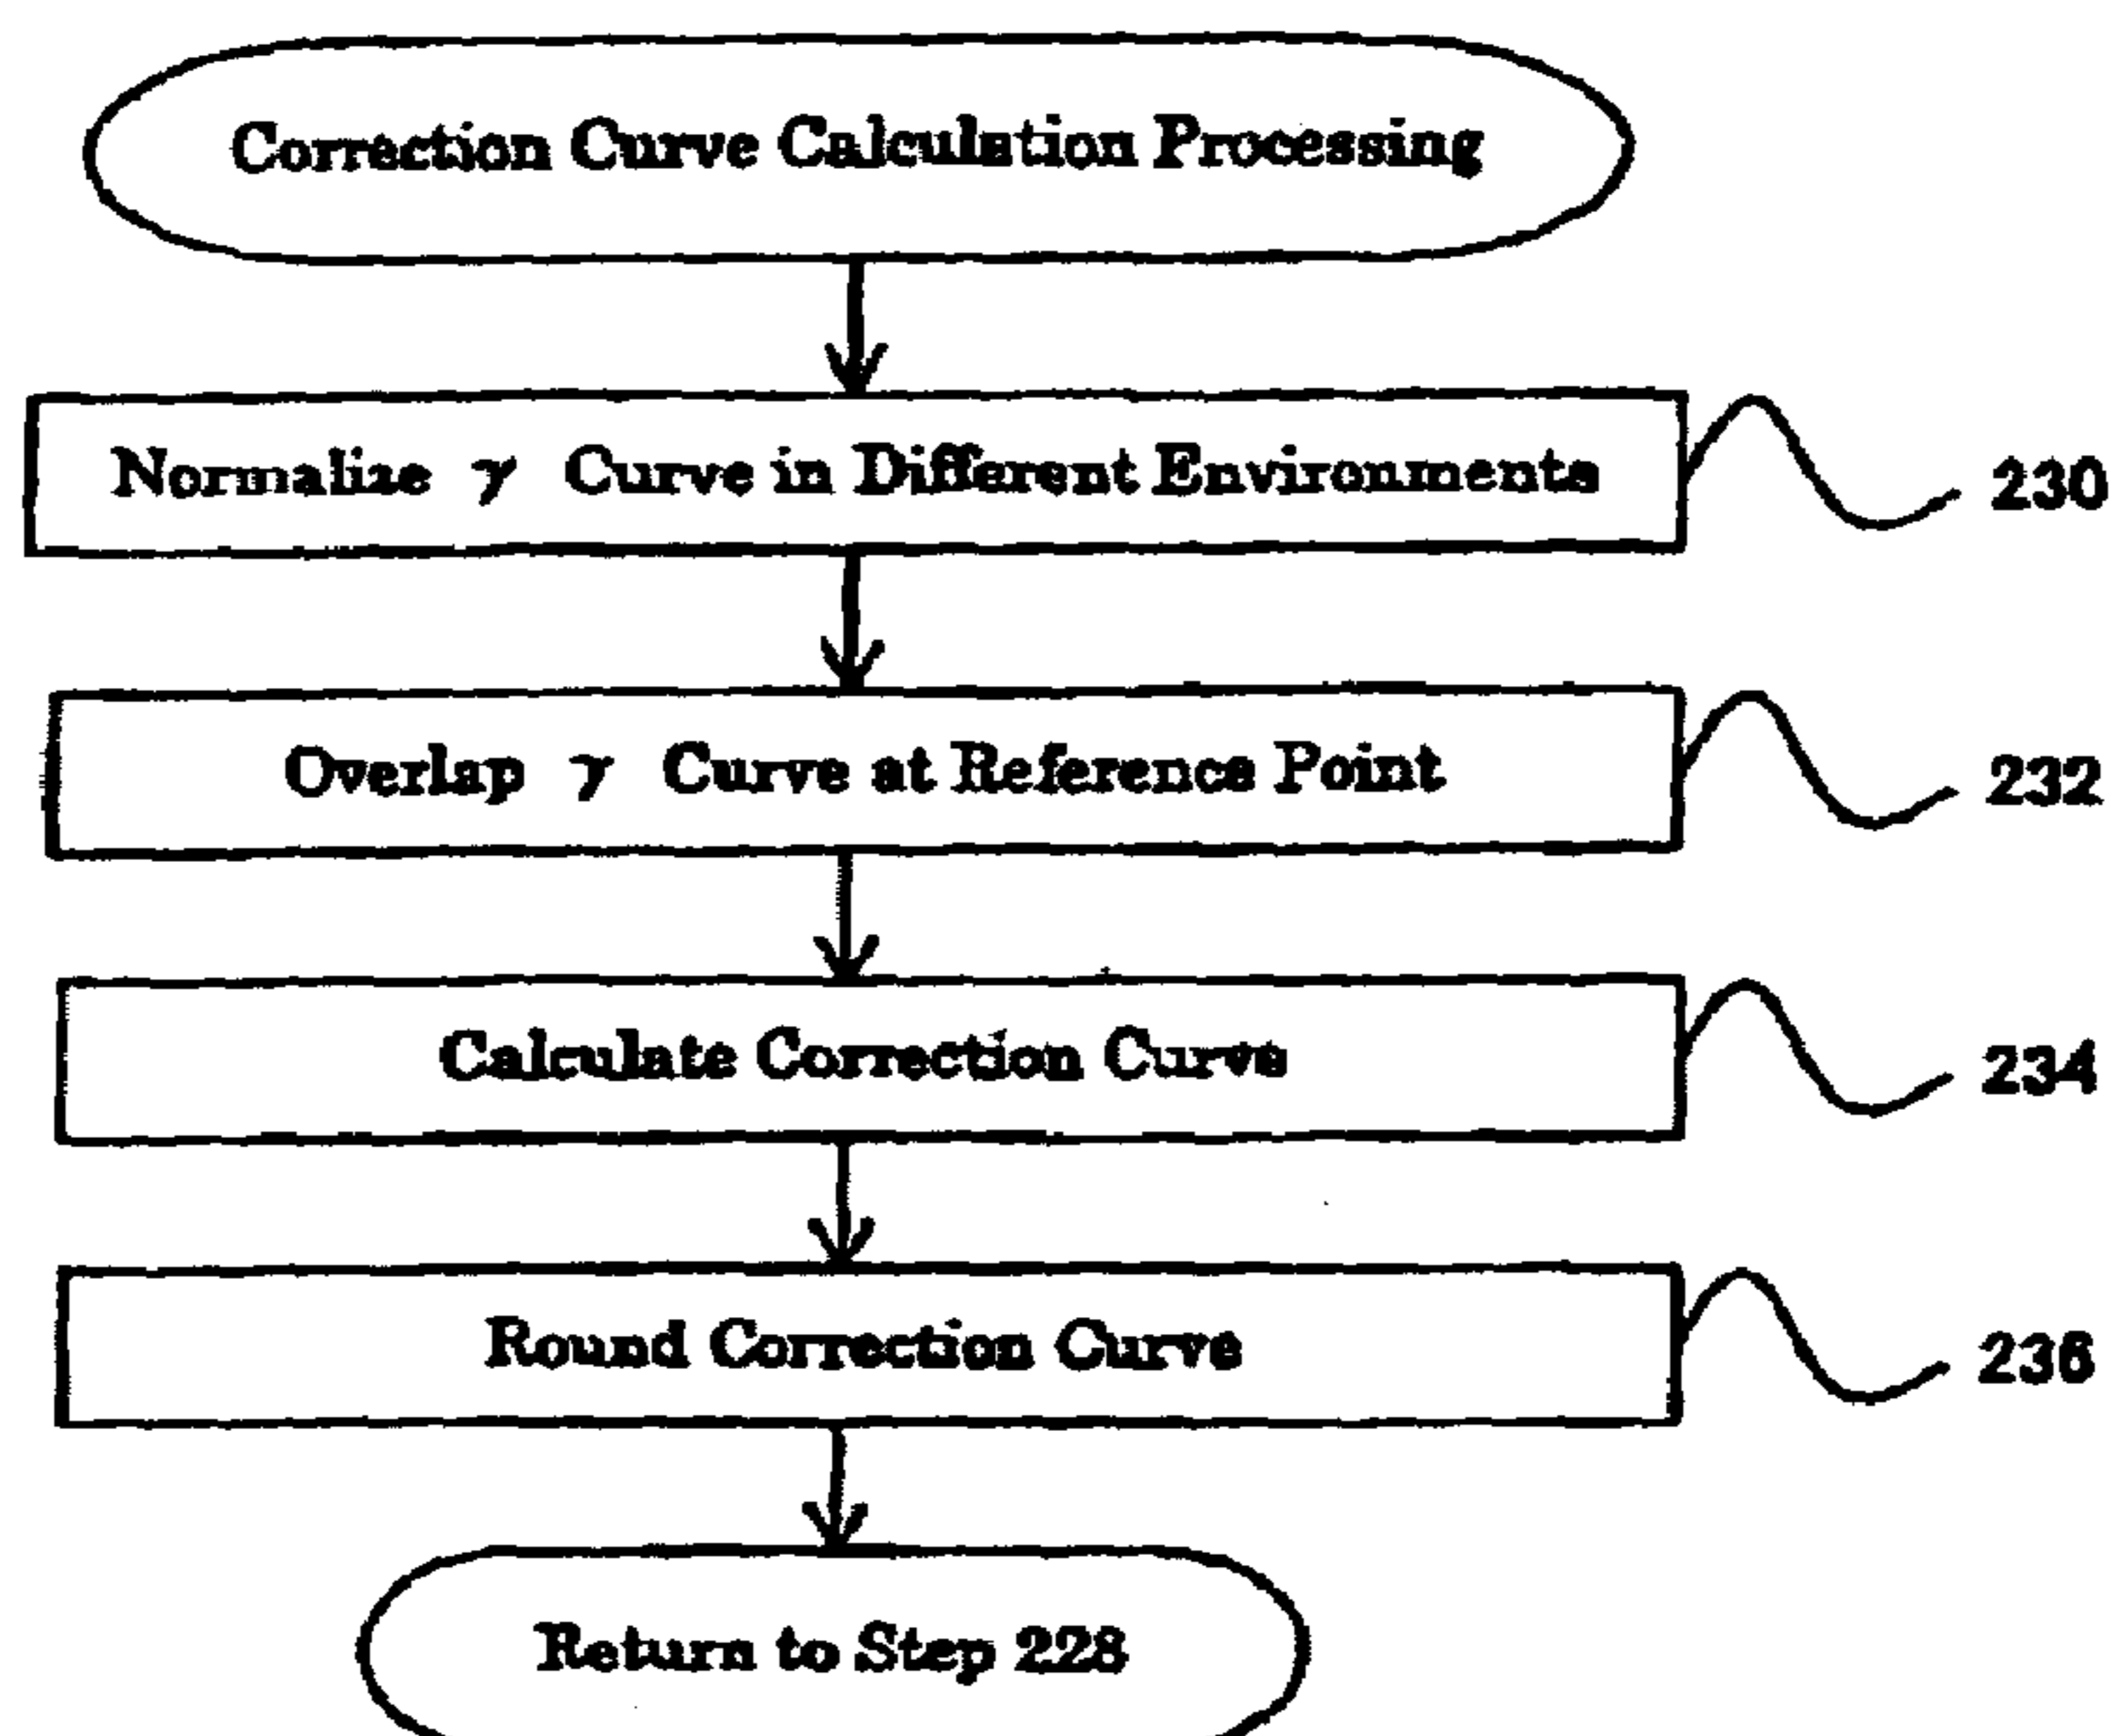 Correction Curve Calculation Processing
Normalize γ Curve in Different Environments
230
Overlap γ Curve at Reference Point
232
Calculate Correction Curve
234
Round Correction Curve
236
Return to Step 228